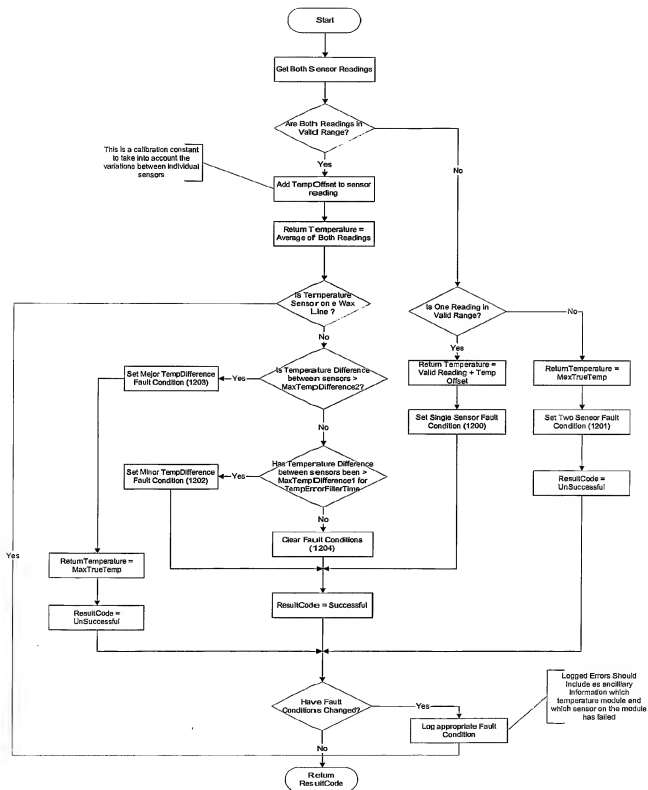 Start
Get Both Sensor Readings
Are Both Readings in
Valid Range?
This is a calibration constant
to take into account the
variations between individual
sensors
Yes
No
Add TempOffset to sensor
reading
Return Temperature =
Average of Both Readings
Is Temperature
Sensor on e Wax
Line ?
No
Is One Reading in
Valid Range?
No
Yes
Set Mejor TempDifference
Fault Condition (1203)
Yes
Is Temperature Difference
between sensors >
MaxTempDifference2?
Return Temperature =
Valid Reading + Temp
Offset
ReturnTemperature =
MexTrueTemp
No
Set Single Sensor Fault
Condition (1200)
Set Two Sensor Fault
Condition (1201)
Set Minor TempDifference
Fault Condition (1202)
Yes
Has Temperature Difference
between sensors been >
MaxTempDifference1 for
TempErrorFilterTime
ResultCode =
UnSuccessful
No
Clear Fault Conditions
(1204)
Yes
ReturnTemperature =
MaxTrueTemp
ResultCode = Successful
ResultCode =
UnSuccessful
Have Fault
Conditions Changed?
Yes
Log appropriate Fault
Condition
Logged Errors Should
include as ancilliary
Information which
temperature module and
which sensor on the module
has failed
No
Return
ResultCode